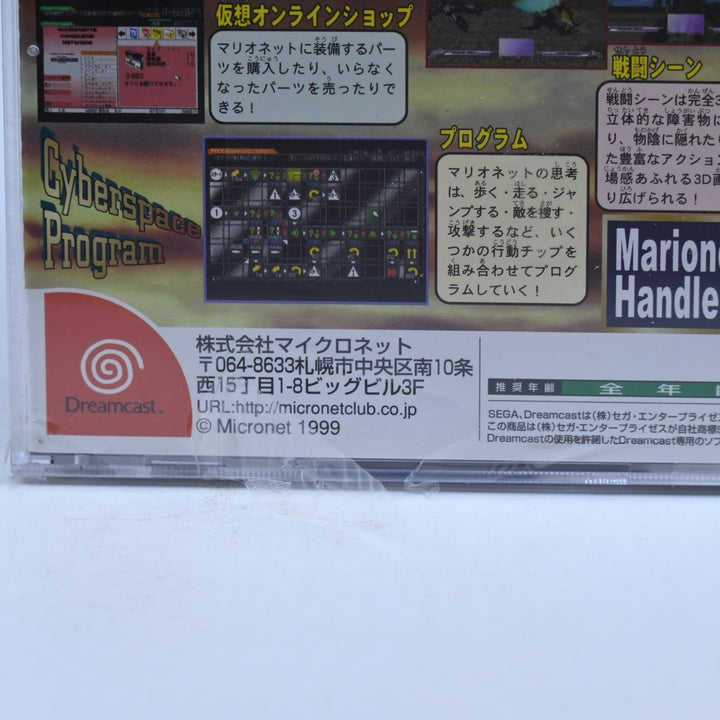 仮想オンラインショップ
マリオネットに装備するパー
ツを購入したり、いらなく
なったパーツを売ったりで
きる!
戦闘シーン
戦闘シーンは完全3
立体的な障害物に
り、物陰に隠れたり
た豊富なアクション
場感あふれる3D画
り広げられる!
Cyberspace
Program
プログラム
マリオネットの思考
は、歩く・走る・ジャ
ンプする・敵を捜す・
攻撃するなど、いく
つかの行動チップを
組み合わせてプログ
ラムしていく!
Marione
Handle
Dreamcast™
株式会社マイクロネット
〒064-8633札幌市中央区南10条
西15丁目1-8ビッグビル3F
URL:http://micronetclub.co.jp
© Micronet 1999
推奨年齢 全年
SEGA、Dreamcastは(株)セガ・エンタープライゼ
この商品は(株)セガ・エンタープライゼスが自社商標S
Dreamcastの使用を許諾したDreamcast専用のソフ